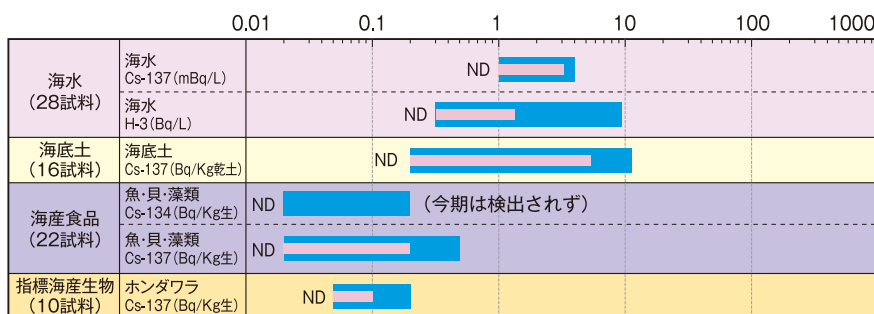 0.01 0.1 1 10 100 1000
海水
(28試料)
海水
Cs-137(mBq/L)
ND
海水
H-3(Bq/L)
ND
海底土
(16試料)
海底土
Cs-137(Bq/Kg乾土)
ND
海産食品
(22試料)
魚・貝・藻類
Cs-134(Bq/Kg生)
ND
(今期は検出されず)
魚・貝・藻類
Cs-137(Bq/Kg生)
ND
指標海産生物
(10試料)
ホンダワラ
Cs-137(Bq/Kg生)
ND